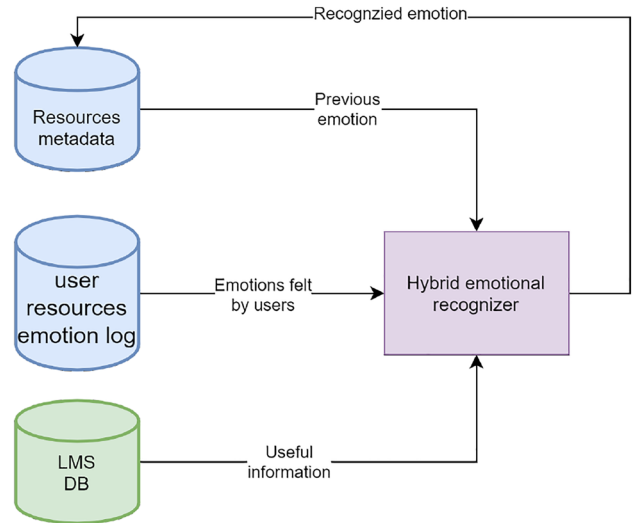 Recognzied emotion
Resources
metadata
Previous
emotion
user
resources
emotion log
Emotions felt
by users
Hybrid emotional
recognizer
LMS
DB
Useful
information